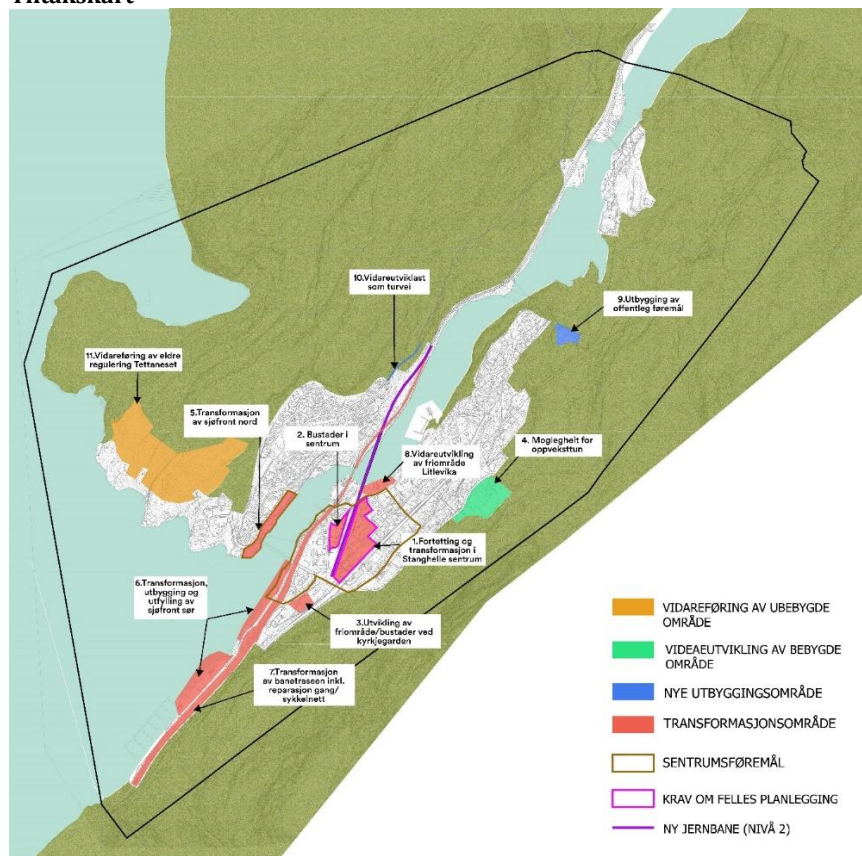 Tiltakskart
10.Vidareutviklast
som turvei
9.Utbygging av
offentleg føremål
11.Vidareføring av eldre
regulering Tettaneset
5.Transformasjon
av sjøfront nord
2. Bustader i
sentrum
8.Vidareutvikling
av friområde
Litlevika
4. Moglegheit for
oppveksttun
1.Fortetting og
transformasjon i
Stanghelle sentrum
6.Transformasjon,
utbygging og
utfylling av
sjøfront sør
3.Utvikling av
friområde/bustader ved
kyrkjegarden
7.Transformasjon
av banetraseen inkl.
reparasjon gang/
sykkelnett
VIDAREFØRING AV UBEBYGDE
OMRÅDE
VIDEAEUTVIKLING AV BEBYGDE
OMRÅDE
NYE UTBYGGINGSOMRÅDE
TRANSFORMASJONSOMRÅDE
SENTRUMSFØREMÅL
KRAV OM FELLES PLANLEGGING
NY JERNBANE (NIVÅ 2)